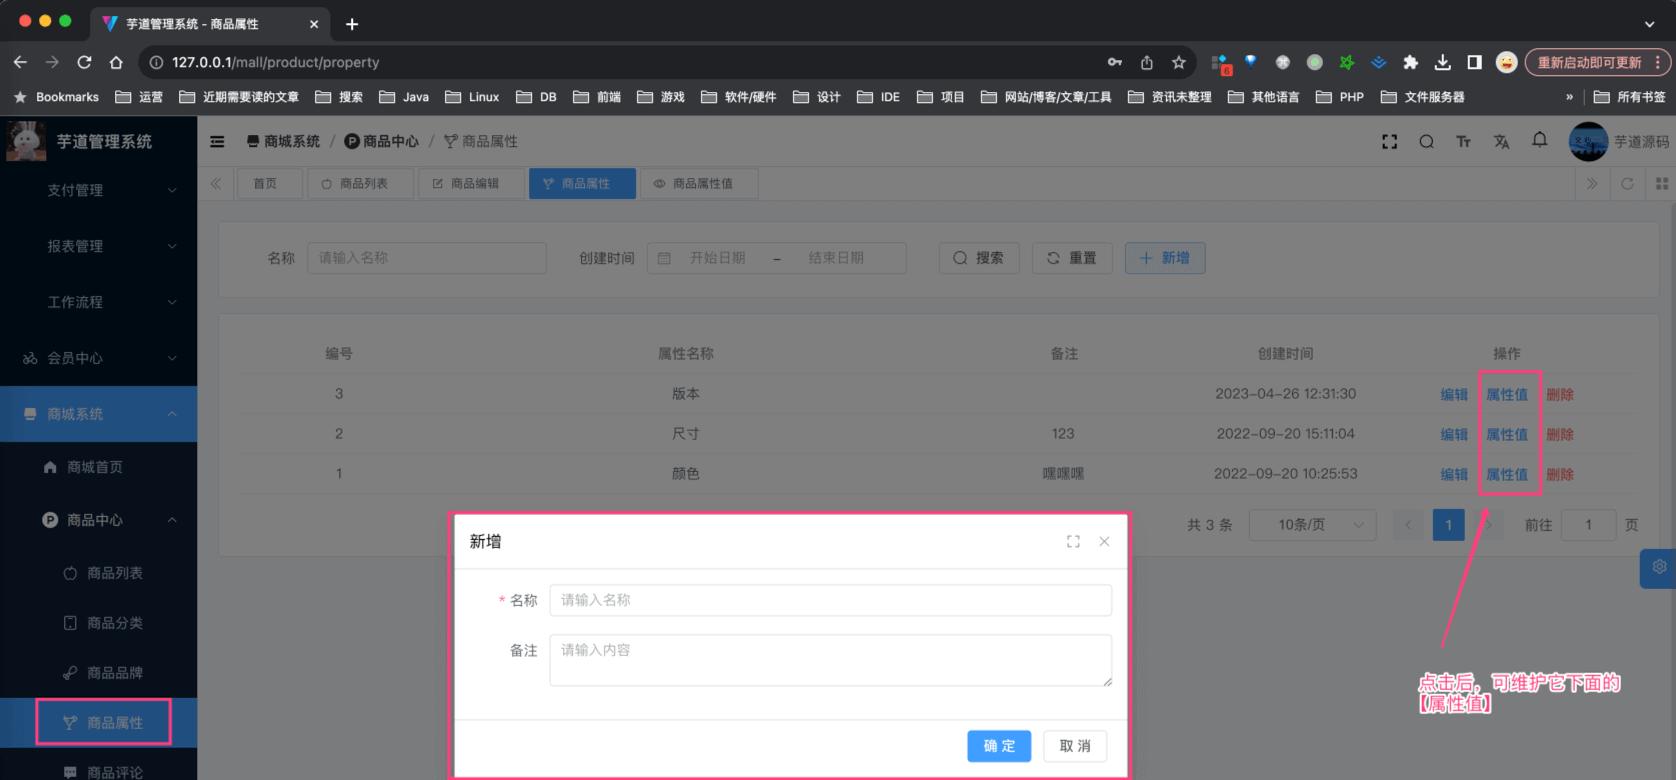 芋道管理系统 - 商品属性
127.0.0.1/mall/product/property
6
重新启动即可更新
Bookmarks 运营 近期需要读的文章 搜索 Java Linux DB 前端 游戏 软件/硬件 设计 IDE 项目 网站/博客/文章/工具 资讯未整理 其他语言 PHP 文件服务器 » 所有书签
芋道管理系统
商城系统 / 商品中心 / 商品属性
芋道源码
首页 商品列表 商品编辑 商品属性 商品属性值
支付管理
报表管理
工作流程
会员中心
商城系统
商城首页
商品中心
商品列表
商品分类
商品品牌
商品属性
商品评论
名称 请输入名称 创建时间 开始日期 - 结束日期 搜索 重置 新增
编号 属性名称 备注 创建时间 操作
3 版本 2023-04-26 12:31:30 编辑 属性值 删除
2 尺寸 123 2022-09-20 15:11:04 编辑 属性值 删除
1 颜色 嘿嘿嘿 2022-09-20 10:25:53 编辑 属性值 删除
共 3 条 10条/页 1 前往 1 页
新增
* 名称 请输入名称
备注 请输入内容
确定 取消
点击后，可维护它下面的
【属性值】